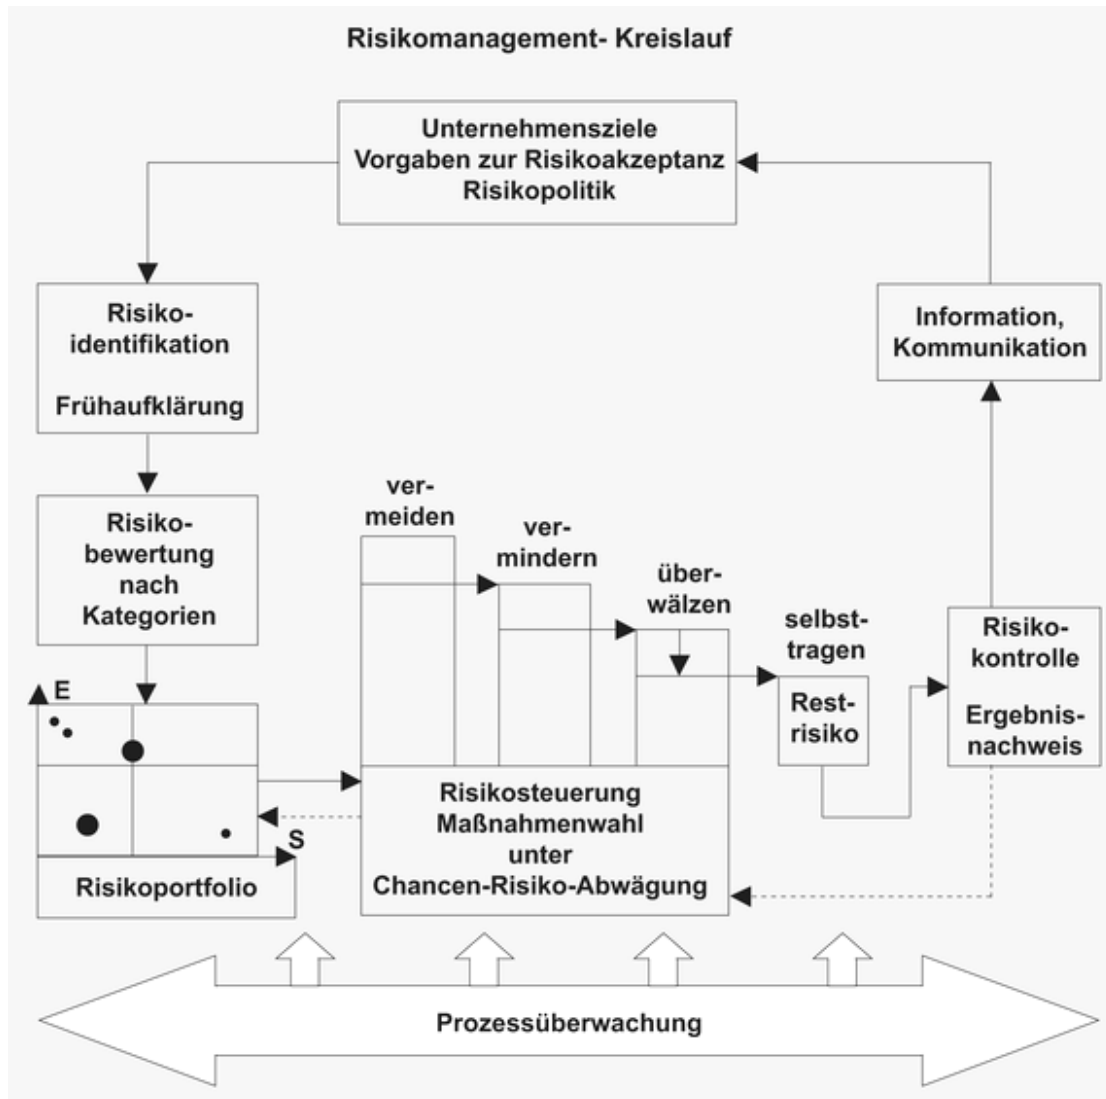 Risikomanagement- Kreislauf
Unternehmensziele
Vorgaben zur Risikoakzeptanz
Risikopolitik
Risiko-
identifikation
Frühaufklärung
Information,
Kommunikation
Risiko-
bewertung
nach
Kategorien
ver-
meiden
ver-
mindern
über-
wälzen
selbst-
tragen
Rest-
risiko
Risiko-
kontrolle
Ergebnis-
nachweis
E
S
Risikoportfolio
Risikosteuerung
Maßnahmenwahl
unter
Chancen-Risiko-Abwägung
Prozessüberwachung